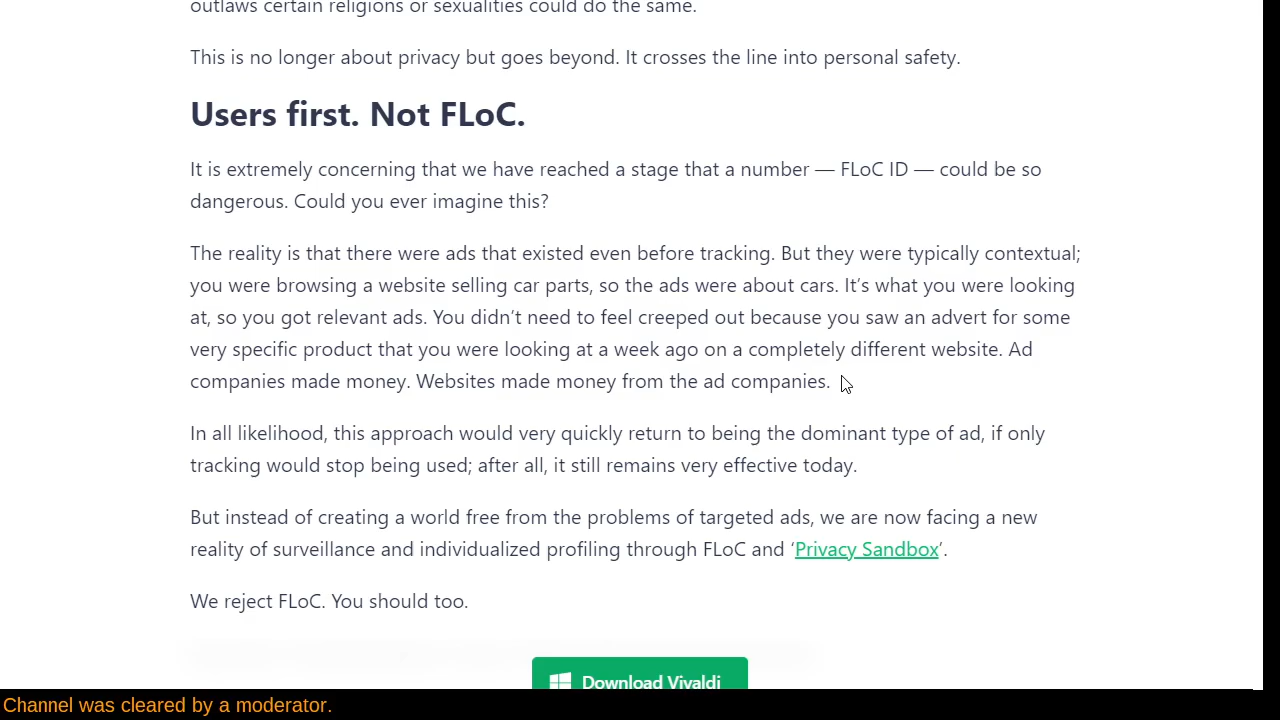 outlaws certain religions or sexualities could do the same.
This is no longer about privacy but goes beyond. It crosses the line into personal safety.
Users first. Not FLoC.
It is extremely concerning that we have reached a stage that a number — FLoC ID — could be so
dangerous. Could you ever imagine this?
The reality is that there were ads that existed even before tracking. But they were typically contextual;
you were browsing a website selling car parts, so the ads were about cars. It’s what you were looking
at, so you got relevant ads. You didn’t need to feel creeped out because you saw an advert for some
very specific product that you were looking at a week ago on a completely different website. Ad
companies made money. Websites made money from the ad companies.
In all likelihood, this approach would very quickly return to being the dominant type of ad, if only
tracking would stop being used; after all, it still remains very effective today.
But instead of creating a world free from the problems of targeted ads, we are now facing a new
reality of surveillance and individualized profiling through FLoC and ‘Privacy Sandbox’.
We reject FLoC. You should too.
Download Vivaldi
Channel was cleared by a moderator.